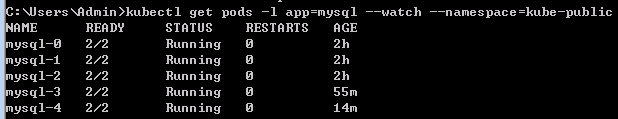 C:\Users\Admin>kubectl get pods -l app=mysql --watch --namespace=kube-public
NAME READY STATUS RESTARTS AGE
mysql-0 2/2 Running 0 2h
mysql-1 2/2 Running 0 2h
mysql-2 2/2 Running 0 2h
mysql-3 2/2 Running 0 55m
mysql-4 2/2 Running 0 14m